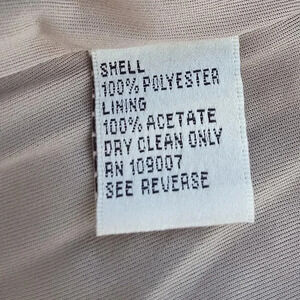 SHELL
100% POLYESTER
LINING
100% ACETATE
DRY CLEAN ONLY
RN 109007
SEE REVERSE